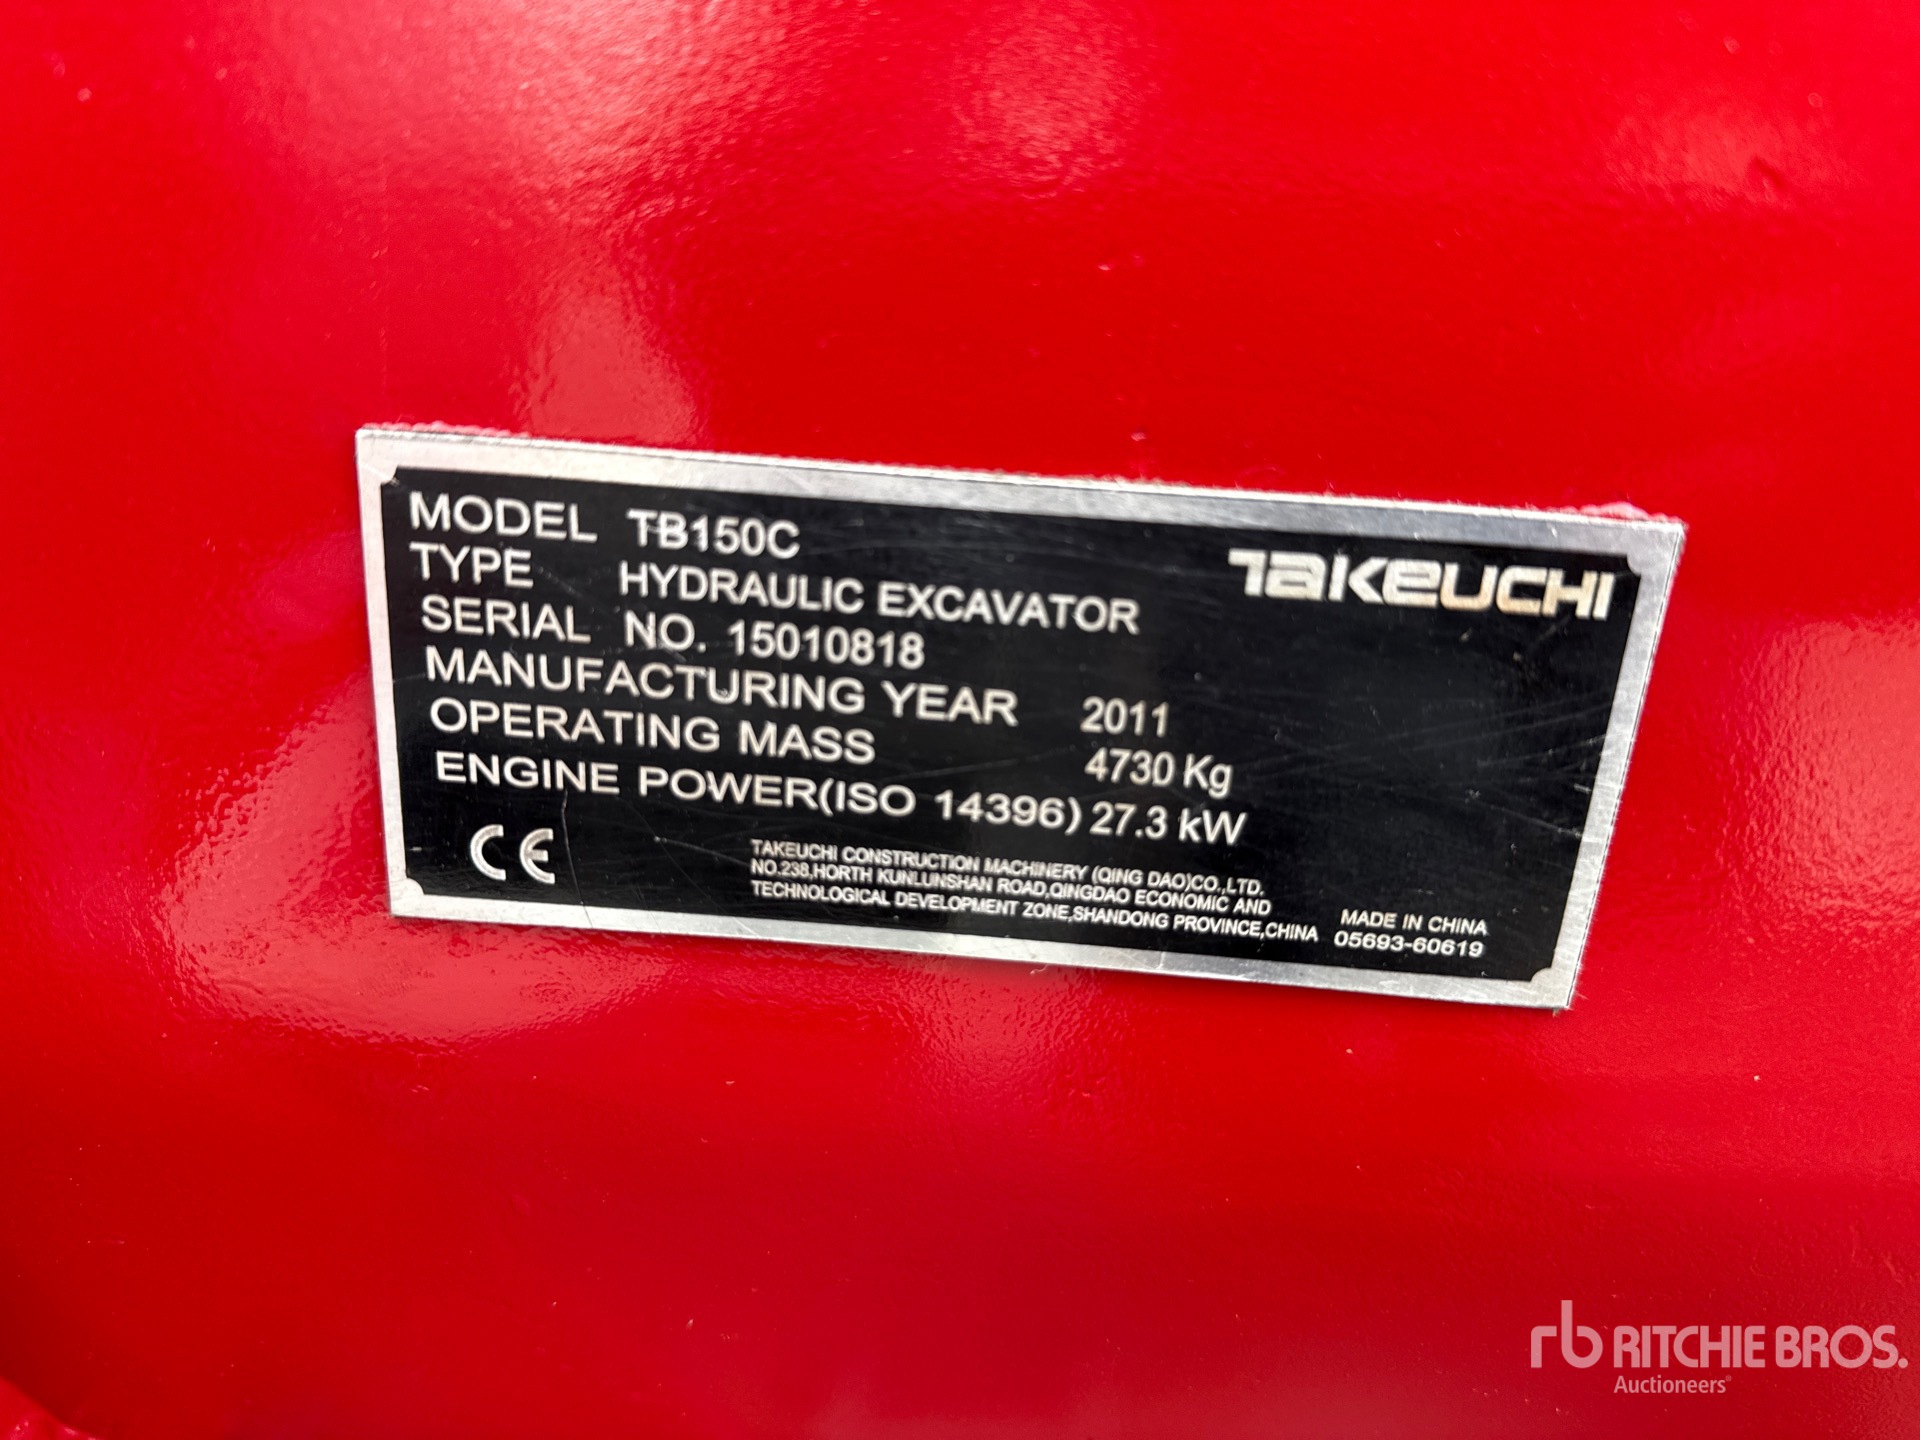 MODEL TB150C
TAKEUCHI
TYPE HYDRAULIC EXCAVATOR
SERIAL NO. 15010818
MANUFACTURING YEAR 2011
OPERATING MASS 4730 Kg
ENGINE POWER(ISO 14396) 27.3 kW
CE
TAKEUCHI CONSTRUCTION MACHINERY (QING DAO)CO.,LTD.
NO.238,HORTH KUNLUNSHAN ROAD,QINGDAO ECONOMIC AND
TECHNOLOGICAL DEVELOPMENT ZONE,SHANDONG PROVINCE,CHINA
MADE IN CHINA
05693-60619
rb RITCHIE BROS.
Auctioneers